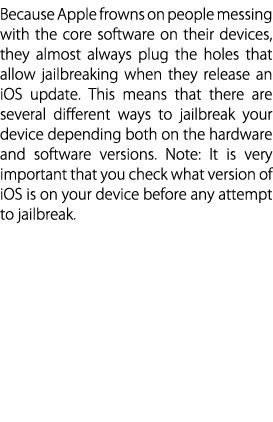 Because Apple frowns on people messing
with the core software on their devices,
they almost always plug the holes that
allow jailbreaking when they release an
iOS update. This means that there are
several different ways to jailbreak your
device depending both on the hardware
and software versions. Note: It is very
important that you check what version of
iOS is on your device before any attempt
to jailbreak.